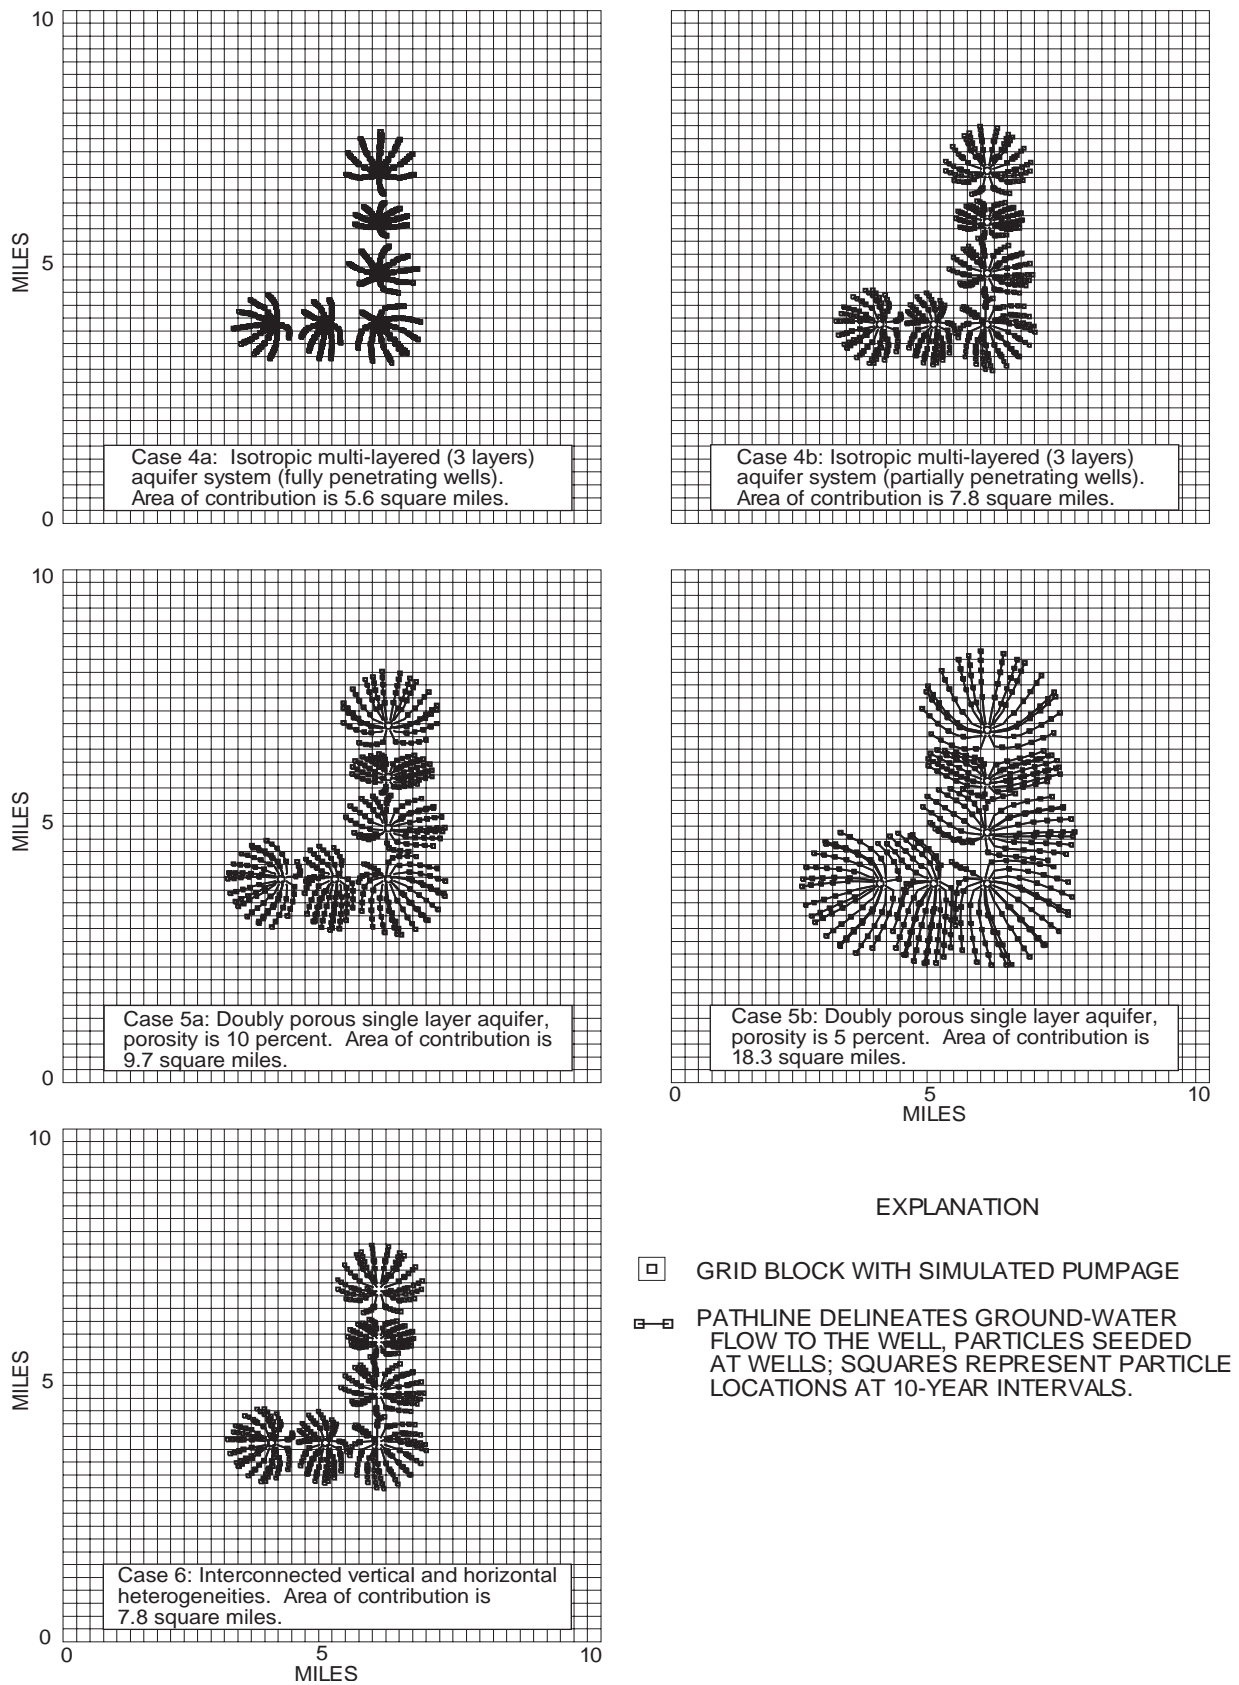 10
MILES
5
0
Case 4a:  Isotropic multi-layered (3 layers)
aquifer system (fully penetrating wells).
Area of contribution is 5.6 square miles.
Case 4b: Isotropic multi-layered (3 layers)
aquifer system (partially penetrating wells).
Area of contribution is 7.8 square miles.
10
MILES
5
0
Case 5a: Doubly porous single layer aquifer,
porosity is 10 percent.  Area of contribution is
9.7 square miles.
Case 5b: Doubly porous single layer aquifer,
porosity is 5 percent.  Area of contribution is
18.3 square miles.
0 5 10
MILES
10
MILES
5
0
Case 6: Interconnected vertical and horizontal
heterogeneities.  Area of contribution is
7.8 square miles.
0 5 10
MILES
EXPLANATION
GRID BLOCK WITH SIMULATED PUMPAGE
PATHLINE DELINEATES GROUND-WATER
FLOW TO THE WELL, PARTICLES SEEDED
AT WELLS; SQUARES REPRESENT PARTICLE
LOCATIONS AT 10-YEAR INTERVALS.